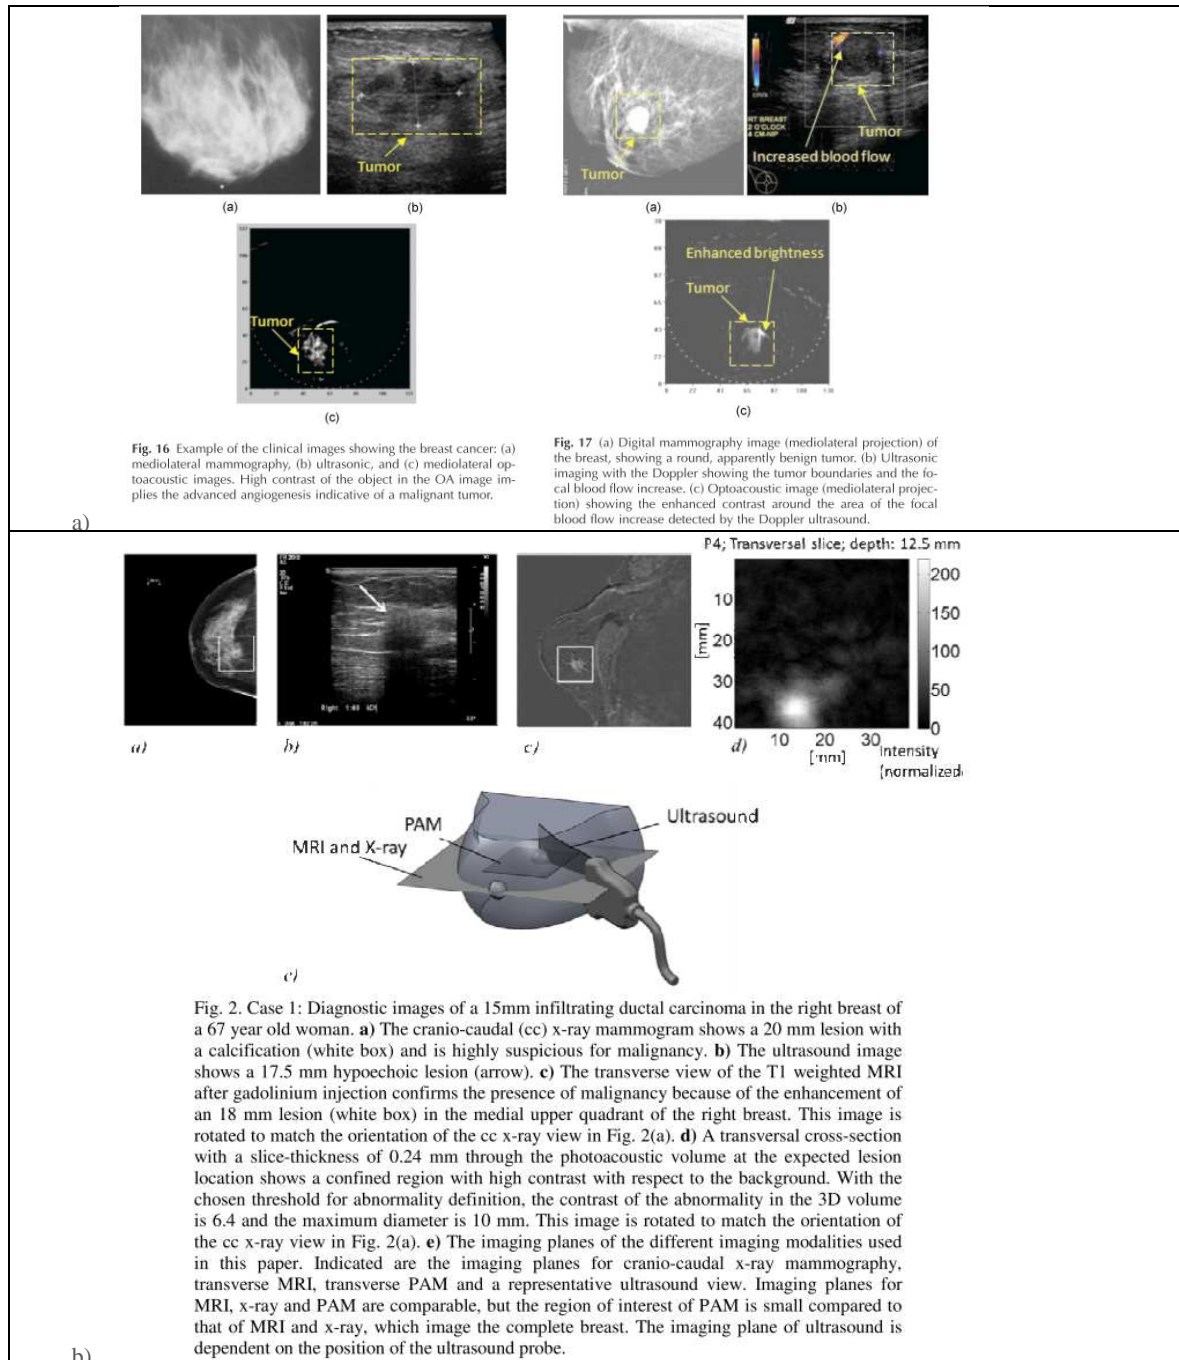 Tumor
(a)
(b)
Tumor
(c)
Fig. 16 Example of the clinical images showing the breast cancer: (a)
mediolateral mammography, (b) ultrasonic, and (c) mediolateral op-
toacoustic images. High contrast of the object in the OA image im-
plies the advanced angiogenesis indicative of a malignant tumor.
Tumor
(a)
RT BREAST
2 O'CLOCK
4 CM-NIP
Tumor
Increased blood flow
(b)
Enhanced brightness
Tumor
(c)
Fig. 17 (a) Digital mammography image (mediolateral projection) of
the breast, showing a round, apparently benign tumor. (b) Ultrasonic
imaging with the Doppler showing the tumor boundaries and the fo-
cal blood flow increase. (c) Optoacoustic image (mediolateral projec-
tion) showing the enhanced contrast around the area of the focal
blood flow increase detected by the Doppler ultrasound.
a)
P4; Transversal slice; depth: 12.5 mm
10
20
30
40
[mm]
10 20 30
[mm]
200
150
100
50
0
Intensity
(normalized
a)
b)
c)
d)
PAM
Ultrasound
MRI and X-ray
e)
Fig. 2. Case 1: Diagnostic images of a 15mm infiltrating ductal carcinoma in the right breast of
a 67 year old woman. a) The cranio-caudal (cc) x-ray mammogram shows a 20 mm lesion with
a calcification (white box) and is highly suspicious for malignancy. b) The ultrasound image
shows a 17.5 mm hypoechoic lesion (arrow). c) The transverse view of the T1 weighted MRI
after gadolinium injection confirms the presence of malignancy because of the enhancement of
an 18 mm lesion (white box) in the medial upper quadrant of the right breast. This image is
rotated to match the orientation of the cc x-ray view in Fig. 2(a). d) A transversal cross-section
with a slice-thickness of 0.24 mm through the photoacoustic volume at the expected lesion
location shows a confined region with high contrast with respect to the background. With the
chosen threshold for abnormality definition, the contrast of the abnormality in the 3D volume
is 6.4 and the maximum diameter is 10 mm. This image is rotated to match the orientation of
the cc x-ray view in Fig. 2(a). e) The imaging planes of the different imaging modalities used
in this paper. Indicated are the imaging planes for cranio-caudal x-ray mammography,
transverse MRI, transverse PAM and a representative ultrasound view. Imaging planes for
MRI, x-ray and PAM are comparable, but the region of interest of PAM is small compared to
that of MRI and x-ray, which image the complete breast. The imaging plane of ultrasound is
dependent on the position of the ultrasound probe.
b)